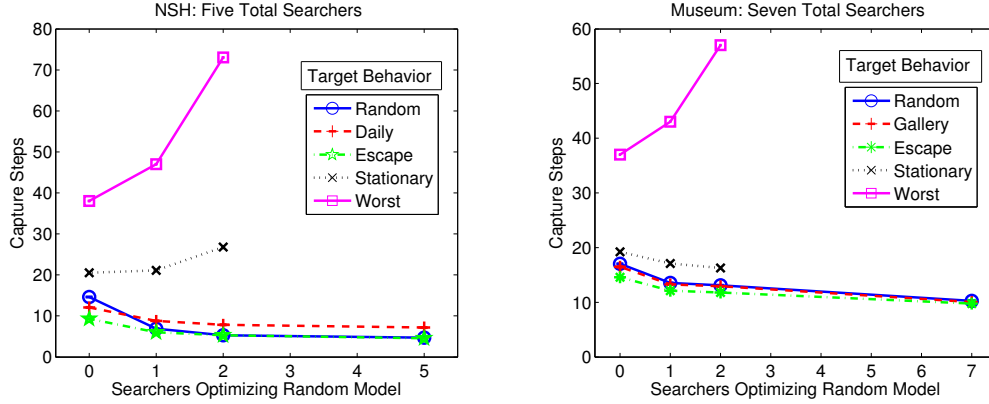 NSH: Five Total Searchers
80
70
60
50
40
30
20
10
0
Capture Steps
0 1 2 3 4 5
Searchers Optimizing Random Model
Target Behavior
Random
Daily
Escape
Stationary
Worst
Museum: Seven Total Searchers
60
50
40
30
20
10
0
Capture Steps
0 1 2 3 4 5 6 7
Searchers Optimizing Random Model
Target Behavior
Random
Gallery
Escape
Stationary
Worst